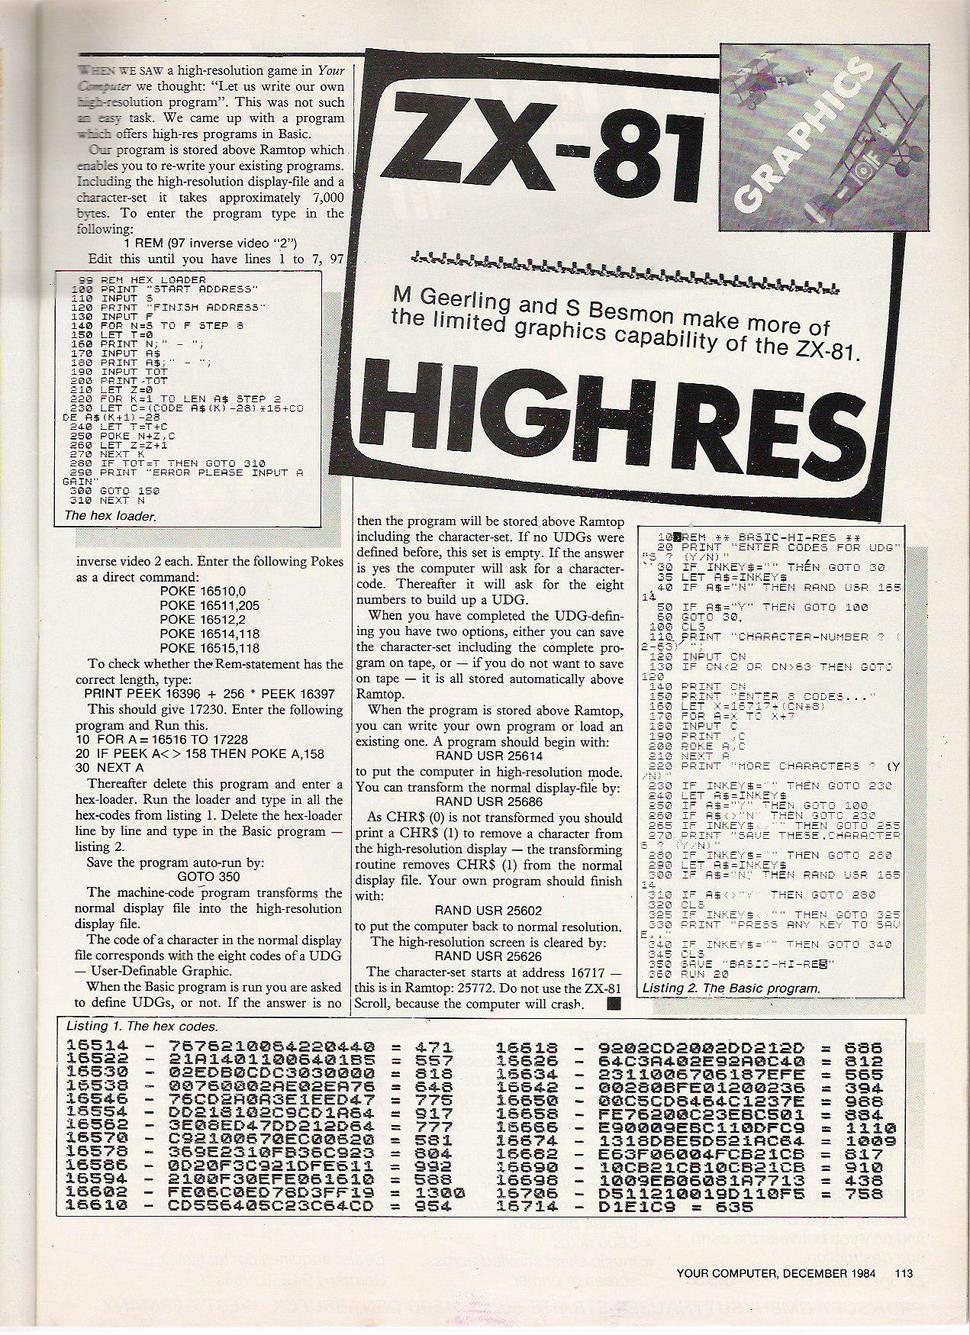 ZX-81
GRAPHICS
M Geerling and S Besmon make more of
the limited graphics capability of the ZX-81.
HIGH RES
WHEN WE SAW a high-resolution game in Your
Computer we thought: “Let us write our own
high-resolution program”. This was not such
an easy task. We came up with a program
which offers high-res programs in Basic.
Our program is stored above Ramtop which
enables you to re-write your existing programs.
Including the high-resolution display-file and a
character-set it takes approximately 7,000
bytes. To enter the program type in the
following:
1 REM (97 inverse video “2”)
Edit this until you have lines 1 to 7, 97
99 REM HEX LOADER
100 PRINT "START ADDRESS"
110 INPUT S
120 PRINT "FINISH ADDRESS"
130 INPUT F
140 FOR N=S TO F STEP 8
150 LET T=0
160 PRINT N;" - ";
170 INPUT A$
180 PRINT A$;" - ";
190 INPUT TOT
200 PRINT TOT
210 LET Z=0
220 FOR K=1 TO LEN A$ STEP 2
230 LET C=(CODE A$(K)-28)*16+CO
DE A$(K+1)-28
240 LET T=T+C
250 POKE N+Z,C
260 LET Z=Z+1
270 NEXT K
280 IF TOT=T THEN GOTO 310
290 PRINT "ERROR PLEASE INPUT A
GAIN"
300 GOTO 150
310 NEXT N
The hex loader.
inverse video 2 each. Enter the following Pokes
as a direct command:
POKE 16510,0
POKE 16511,205
POKE 16512,2
POKE 16514,118
POKE 16515,118
To check whether the Rem-statement has the
correct length, type:
PRINT PEEK 16396 + 256 * PEEK 16397
This should give 17230. Enter the following
program and Run this.
10 FOR A = 16516 TO 17228
20 IF PEEK A< > 158 THEN POKE A,158
30 NEXT A
Thereafter delete this program and enter a
hex-loader. Run the loader and type in all the
hex-codes from listing 1. Delete the hex-loader
line by line and type in the Basic program —
listing 2.
Save the program auto-run by:
GOTO 350
The machine-code program transforms the
normal display file into the high-resolution
display file.
The code of a character in the normal display
file corresponds with the eight codes of a UDG
— User-Definable Graphic.
When the Basic program is run you are asked
to define UDGs, or not. If the answer is no
then the program will be stored above Ramtop
including the character-set. If no UDGs were
defined before, this set is empty. If the answer
is yes the computer will ask for a character-
code. Thereafter it will ask for the eight
numbers to build up a UDG.
When you have completed the UDG-defin-
ing you have two options, either you can save
the character-set including the complete pro-
gram on tape, or — if you do not want to save
on tape — it is all stored automatically above
Ramtop.
When the program is stored above Ramtop,
you can write your own program or load an
existing one. A program should begin with:
RAND USR 25614
to put the computer in high-resolution mode.
You can transform the normal display-file by:
RAND USR 25686
As CHR$ (0) is not transformed you should
print a CHR$ (1) to remove a character from
the high-resolution display — the transforming
routine removes CHR$ (1) from the normal
display file. Your own program should finish
with:
RAND USR 25602
to put the computer back to normal resolution.
The high-resolution screen is cleared by:
RAND USR 25626
The character-set starts at address 16717 —
this is in Ramtop: 25772. Do not use the ZX-81
Scroll, because the computer will crash.
10 REM ** BASIC-HI-RES **
20 PRINT "ENTER CODES FOR UDG"
"S ? (Y/N)"
30 IF INKEY$="" THEN GOTO 30
35 LET A$=INKEY$
40 IF A$="N" THEN RAND USR 165
14
50 IF A$="Y" THEN GOTO 100
60 GOTO 30
100 CLS
110 PRINT "CHARACTER-NUMBER ? (
2-63)";
120 INPUT CN
130 IF CN<2 OR CN>63 THEN GOTO
120
140 PRINT CN
150 PRINT "ENTER 8 CODES..."
160 LET X=16717+(CN*8)
170 FOR A=X TO X+7
180 INPUT C
190 PRINT ,C
200 POKE A,C
210 NEXT A
220 PRINT "MORE CHARACTERS ? (Y
/N)"
230 IF INKEY$="" THEN GOTO 230
240 LET A$=INKEY$
250 IF A$="Y" THEN GOTO 100
260 IF A$<>"N" THEN GOTO 230
265 IF INKEY$<>"" THEN GOTO 265
270 PRINT "SAVE THESE CHARACTER
S ? (Y/N)"
280 IF INKEY$="" THEN GOTO 280
290 LET A$=INKEY$
300 IF A$="N" THEN RAND USR 165
14
310 IF A$<>"Y" THEN GOTO 280
320 CLS
325 IF INKEY$<>"" THEN GOTO 325
330 PRINT "PRESS ANY KEY TO SAV
E.."
340 IF INKEY$="" THEN GOTO 340
345 CLS
350 SAVE "BASIC-HI-RES"
360 RUN 20
Listing 2. The Basic program.
Listing 1. The hex codes.
16514 - 7676210064220440 = 471
16522 - 21A14011006401B5 = 557
16530 - 02EDB0CDC3030000 = 818
16538 - 00760602AE02EA76 = 648
16546 - 76CD2A0A3E1EED47 = 775
16554 - DD218102C9CD1A64 = 917
16562 - 3E08ED47DD212D64 = 777
16570 - C92100670EC00620 = 581
16578 - 369E2310FB36C923 = 804
16586 - 0D20F3C921DFE611 = 992
16594 - 2100F30EFE061610 = 588
16602 - FE06C0ED78D3FF19 = 1300
16610 - CD556405C23C64CD = 954
16618 - 9202CD2002DD212D = 686
16626 - 64C3A402E92A0C40 = 812
16634 - 2311006706187EFE = 565
16642 - 00280BFE01200236 = 394
16650 - 00C5CD6464C1237E = 988
16658 - FE76200C23EBC501 = 884
16666 - E90009EBC110DFC9 = 1110
16674 - 1318DBE5D521AC64 = 1009
16682 - E63F06004FCB21CB = 817
16690 - 10CB21CB10CB21CB = 910
16698 - 1009EB06081A7713 = 438
16706 - D511210019D110F5 = 758
16714 - D1E1C9 = 635
YOUR COMPUTER, DECEMBER 1984 113